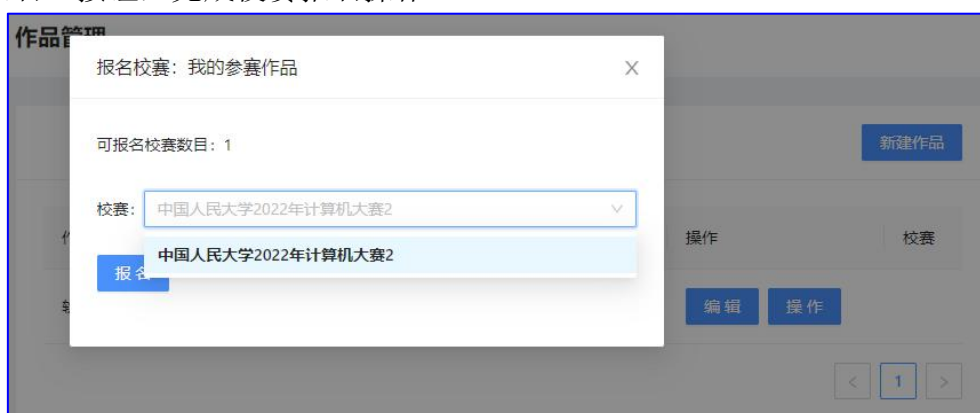 作品管理
报名校赛：我的参赛作品
可报名校赛数目：1
新建作品
校赛：
中国人民大学2022年计算机大赛2
中国人民大学2022年计算机大赛2
操作
校赛
报名
编辑
操作
1